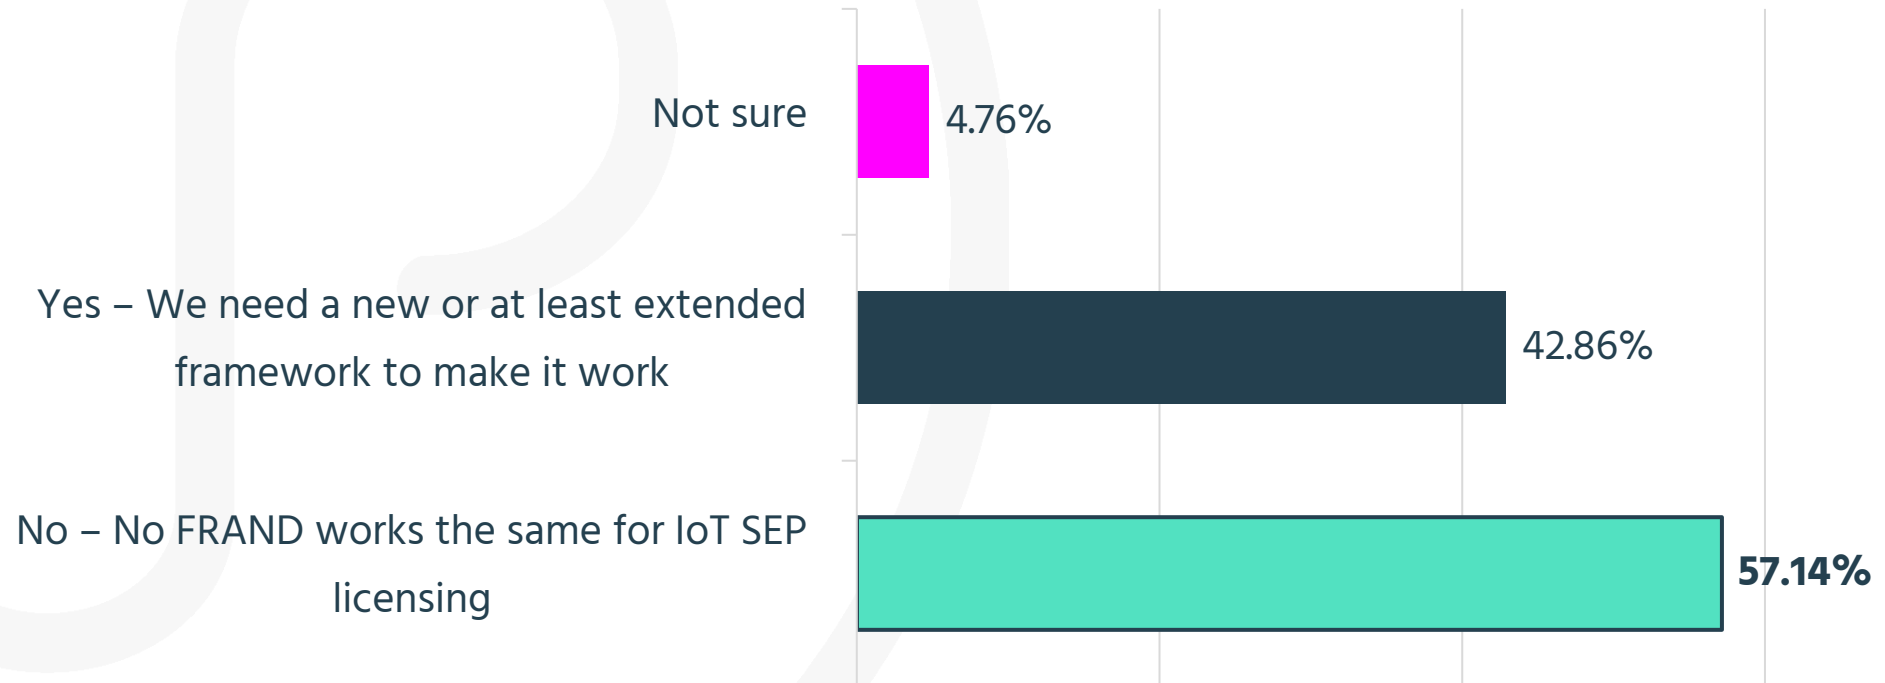 Not sure
4.76%
Yes – We need a new or at least extended
framework to make it work
42.86%
No – No FRAND works the same for IoT SEP
licensing
57.14%